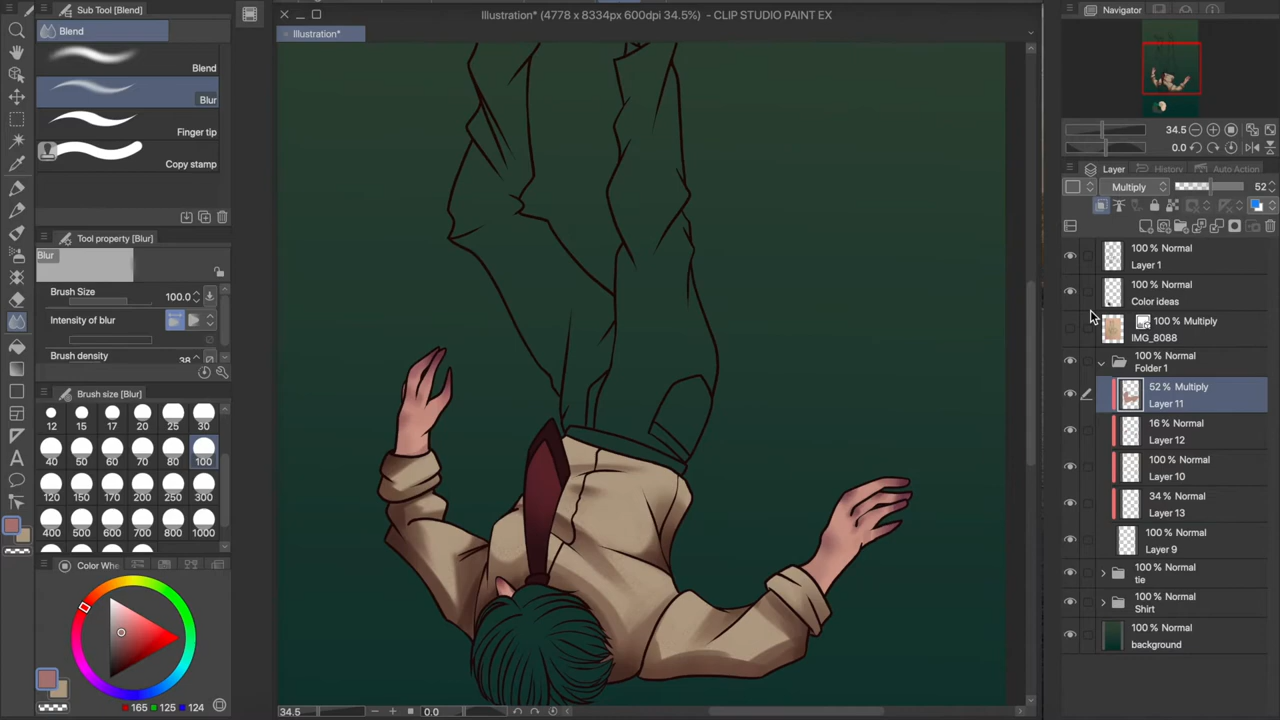 Sub Tool [Blend]
Blend
Blend
Blur
Finger tip
Copy stamp
Tool property [Blur]
Blur
Brush Size 100.0
Intensity of blur
Brush density 38
Brush size [Blur]
12 15 17 20 25 30
40 50 60 70 80 100
120 150 170 200 250 300
400 500 600 700 800 1000
Color Whe
165 125 124
Illustration* (4778 x 8334px 600dpi 34.5%) - CLIP STUDIO PAINT EX
Illustration*
34.5 0.0
Navigator
34.5
0.0
Layer History Auto Action
Multiply 52
100 % Normal
Layer 1
100 % Normal
Color ideas
100 % Multiply
IMG_8088
100 % Normal
Folder 1
52 % Multiply
Layer 11
16 % Normal
Layer 12
100 % Normal
Layer 10
34 % Normal
Layer 13
100 % Normal
Layer 9
100 % Normal
tie
100 % Normal
Shirt
100 % Normal
background